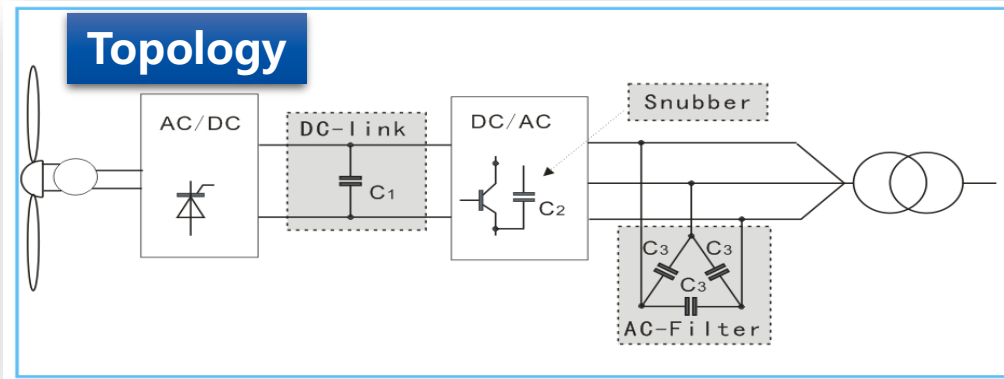 Topology
AC/DC
DC-link
C1
DC/AC
C2
Snubber
C3
C3
C3
AC-Filter